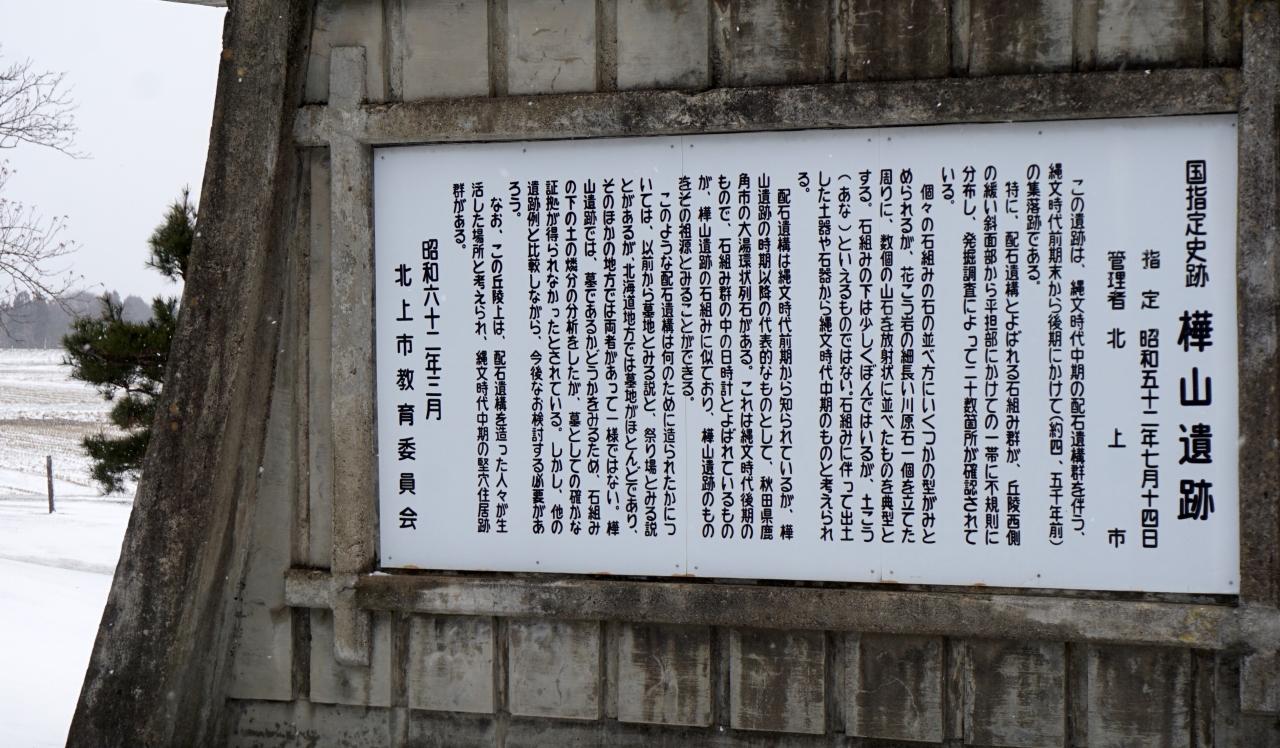 国指定史跡 樺山遺跡
指定 昭和五十二年七月十四日
管理者 北上市
この遺跡は、縄文時代中期の配石遺構群を伴う、
縄文時代前期末から後期にかけて(約四、五千年前)
の集落跡である。
特に、配石遺構とよばれる石組み群が、丘陵西側
の緩い斜面部から平担部にかけての一帯に不規則に
分布し、発掘調査によって二十数箇所が確認されて
いる。
個々の石組みの石の並べ方にいくつかの型がみと
められるが、花こう岩の細長い川原石一個を立てた
周りに、数個の山石を放射状に並べたものを典型と
する。石組みの下は少しくぼんではいるが、土こう
(あな)といえるものではない。石組みに伴って出土
した土器や石器から縄文時代中期のものと考えられ
る。
配石遺構は縄文時代前期から知られているが、樺
山遺跡の時期以降の代表的なものとして、秋田県鹿
角市の大湯環状列石がある。これは縄文時代後期の
もので、石組み群の中の日時計とよばれているもの
が、樺山遺跡の石組みに似ており、樺山遺跡のもの
をその祖源とみることができる。
このような配石遺構は何のために造られたかにつ
いては、以前から墓地とみる説と、祭り場とみる説
とがあるが、北海道地方では墓地がほとんどであり、
そのほかの地方では両者があって一様ではない。樺
山遺跡では、墓であるかどうかをみるため、石組み
の下の土の燐分の分析をしたが、墓としての確かな
証拠が得られなかったとされている。しかし、他の
遺跡例と比較しながら、今後なお検討する必要があ
ろう。
なお、この丘陵上は、配石遺構を造った人々が生
活した場所と考えられ、縄文時代中期の竪穴住居跡
群がある。
昭和六十二年三月
北上市教育委員会